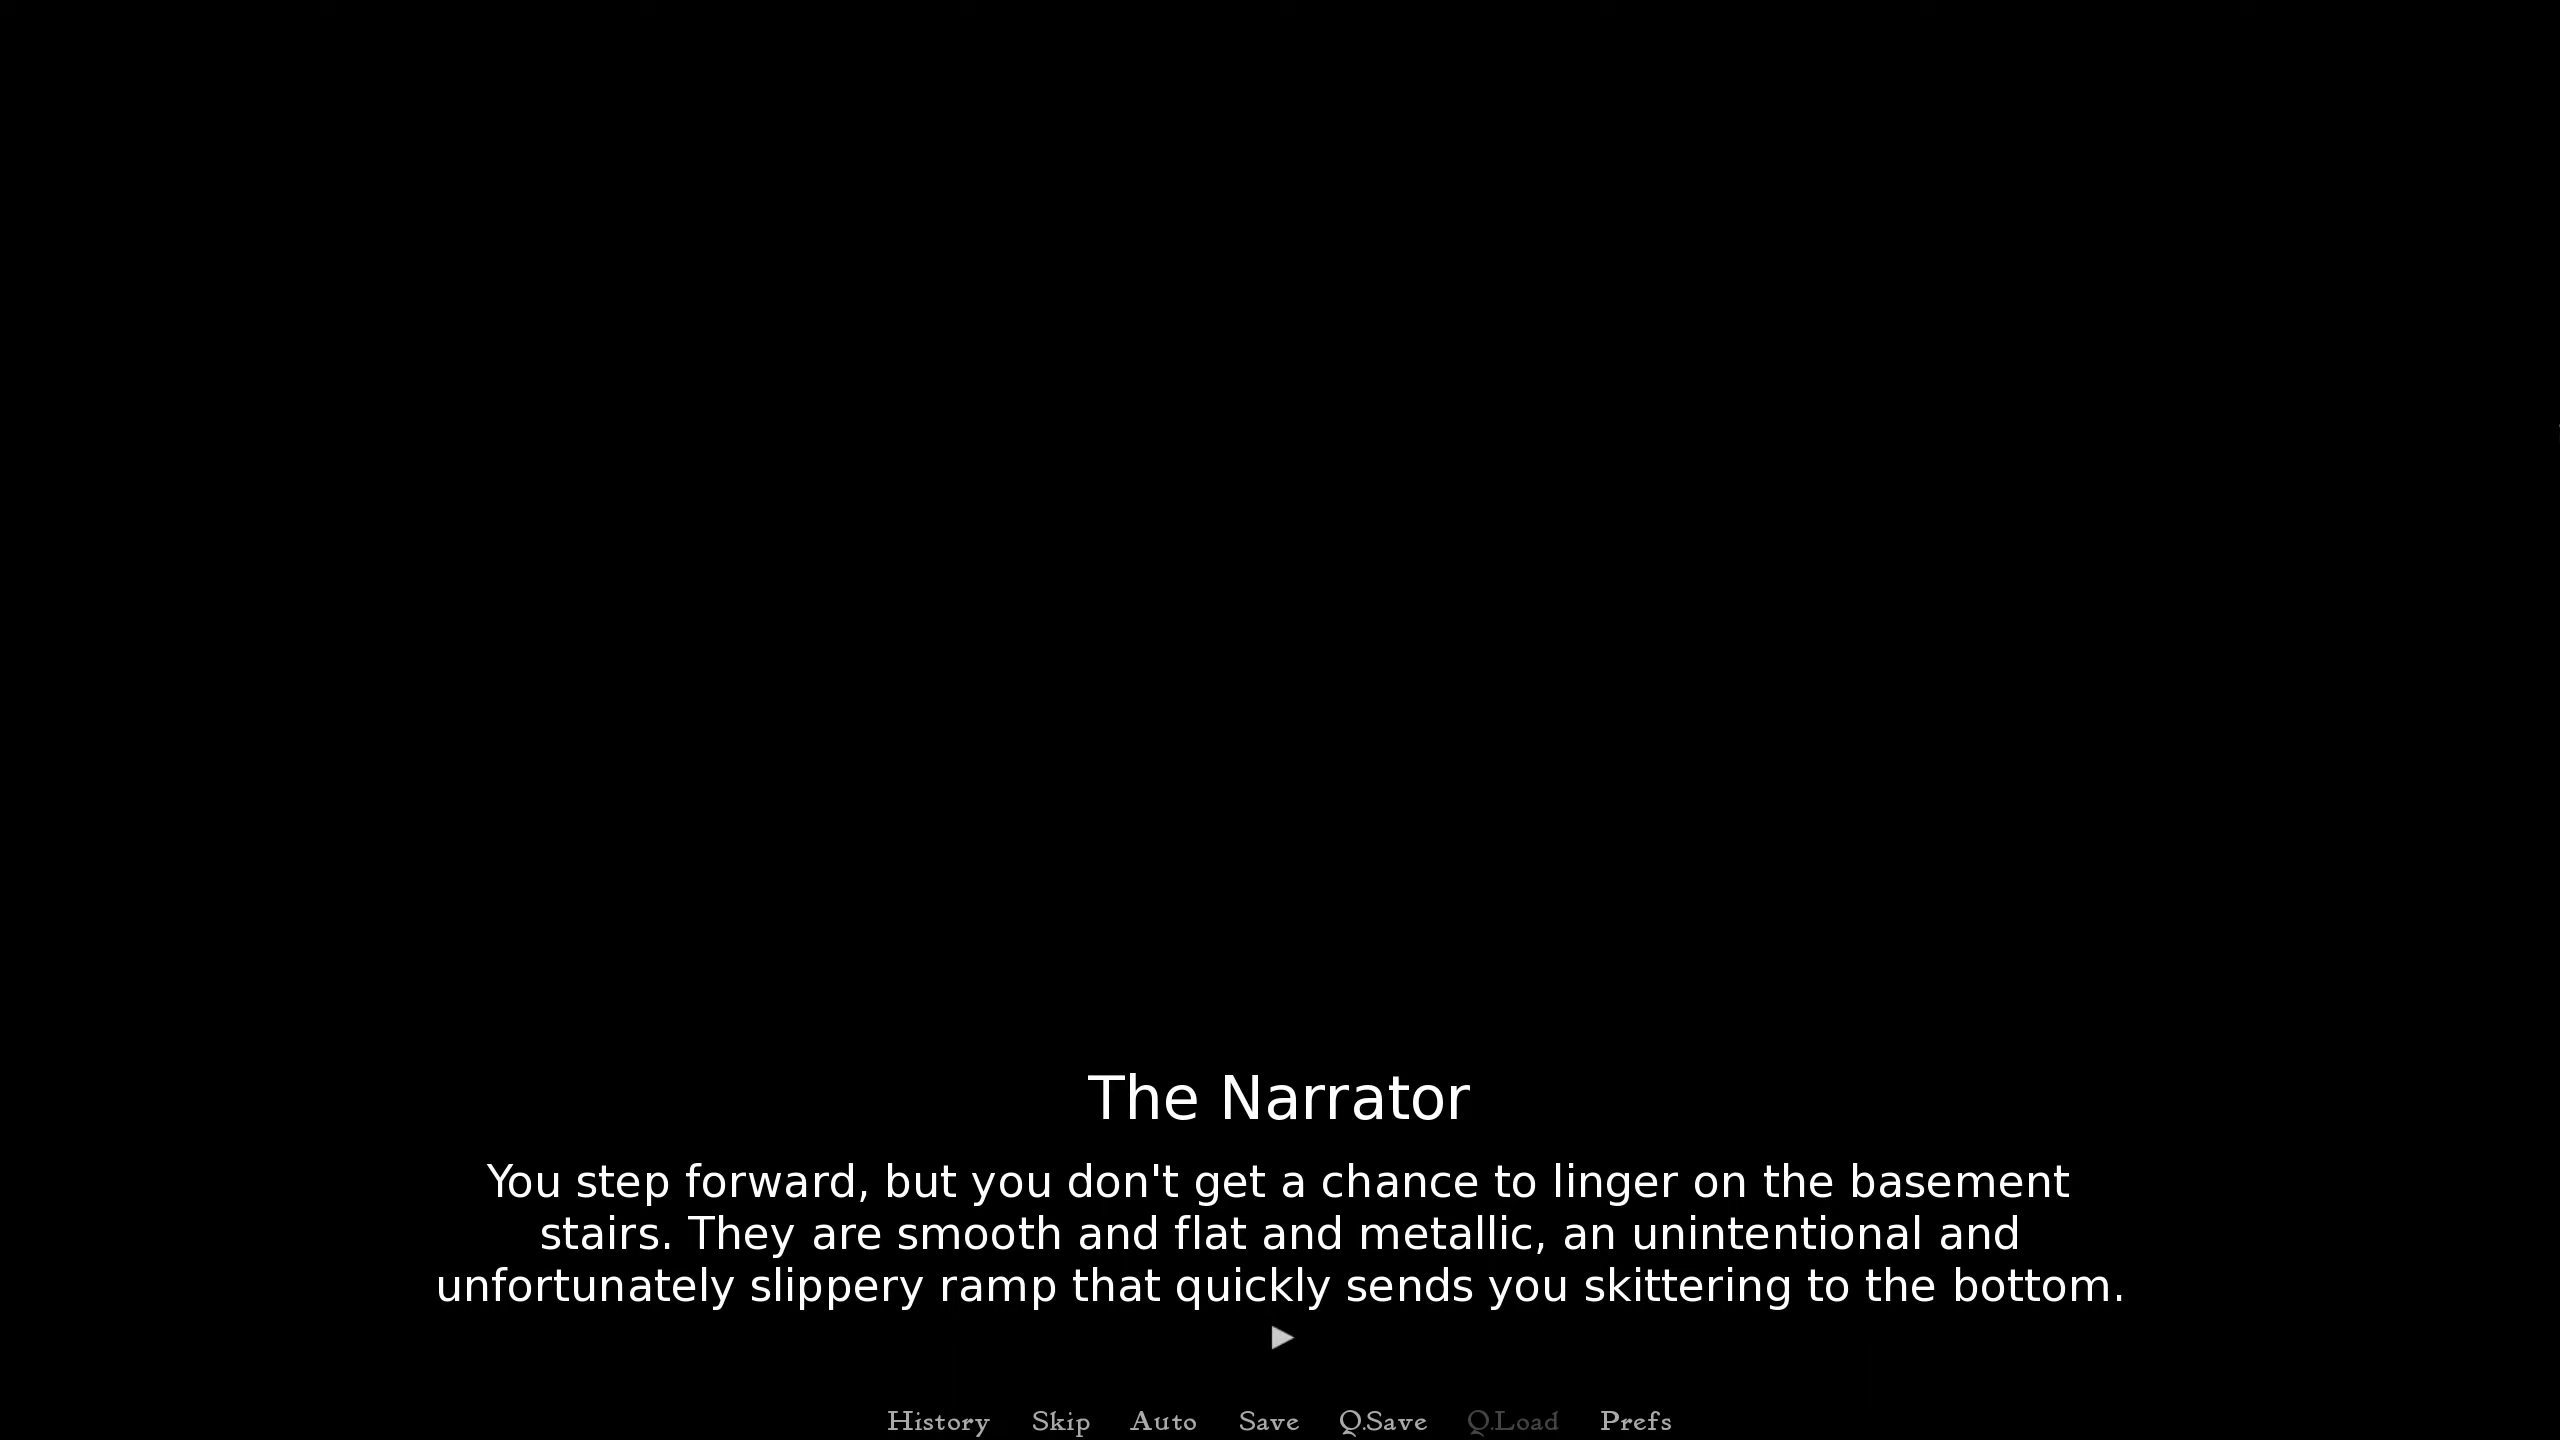 The Narrator
You step forward, but you don't get a chance to linger on the basement
stairs. They are smooth and flat and metallic, an unintentional and
unfortunately slippery ramp that quickly sends you skittering to the bottom.
History Skip Auto Save Q.Save Q.Load Prefs